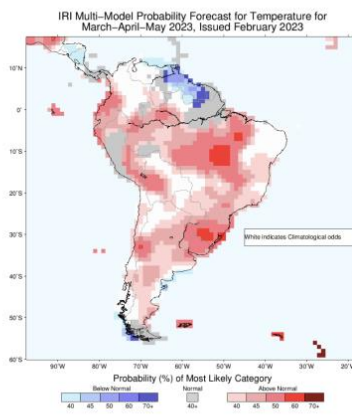 IRI Multi-Model Probability Forecast for Temperature for
March-April-May 2023, Issued February 2023
10°N
0°
10°S
20°S
30°S
White indicates Climatological odds
40°S
50°S
60°S
90°W 80°W 70°W 60°W 50°W 40°W 30°W
Probability (%) of Most Likely Category
Below Normal Normal Above Normal
40 45 50 60 70+ 40+ 40 45 50 60 70+